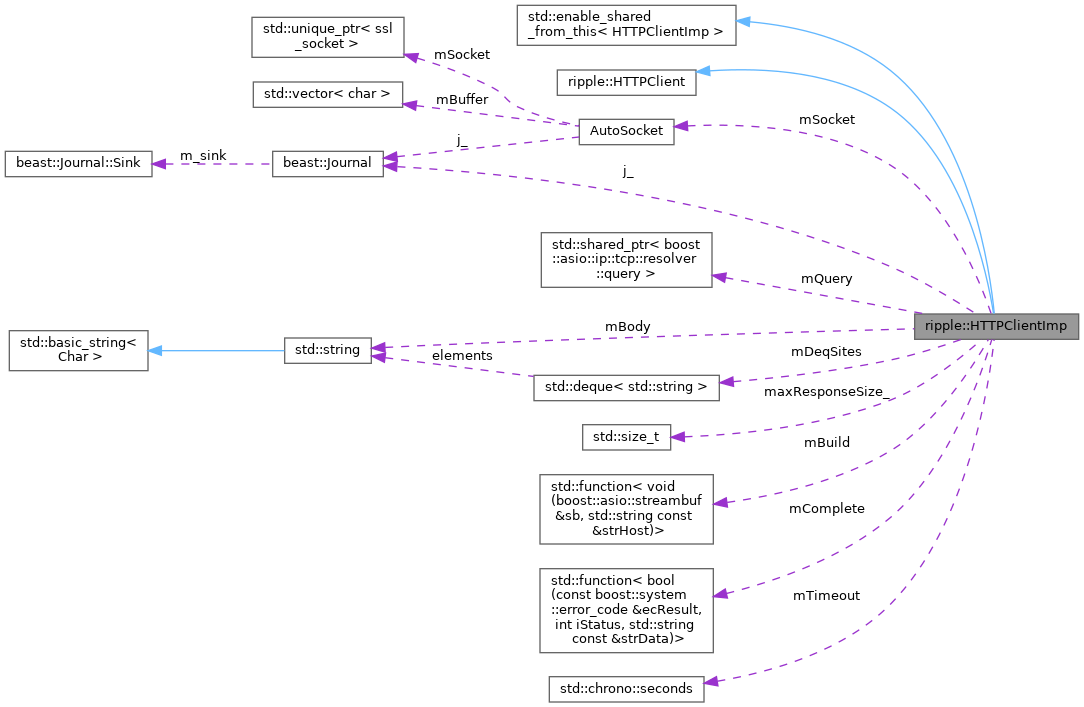 std::enable_shared
_from_this< HTTPClientImp >
std::unique_ptr< ssl
_socket >
mSocket
ripple::HTTPClient
std::vector< char >
mBuffer
mSocket
AutoSocket
j_
beast::Journal::Sink
m_sink
beast::Journal
j_
std::shared_ptr< boost
::asio::ip::tcp::resolver
::query >
mQuery
ripple::HTTPClientImp
mBody
std::basic_string<
Char >
std::string
elements
mDeqSites
std::deque< std::string >
maxResponseSize_
std::size_t
mBuild
std::function< void
(boost::asio::streambuf
&sb, std::string const
&strHost)>
mComplete
std::function< bool
(const boost::system
::error_code &ecResult,
int iStatus, std::string
const &strData)>
mTimeout
std::chrono::seconds